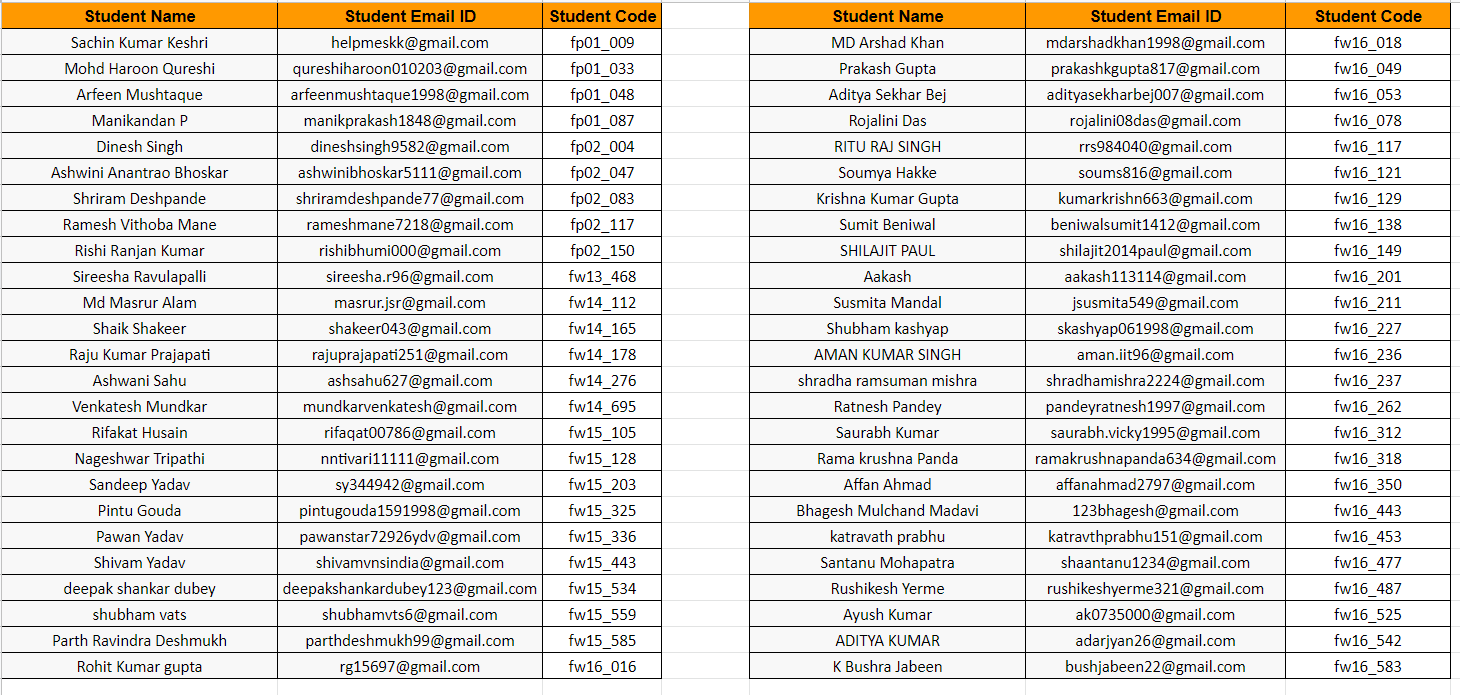 Student Name Student Email ID Student Code
Sachin Kumar Keshri helpmeskk@gmail.com fp01_009
Mohd Haroon Qureshi qureshiharoon010203@gmail.com fp01_033
Arfeen Mushtaque arfeenmushtaque1998@gmail.com fp01_048
Manikandan P manikprakash1848@gmail.com fp01_087
Dinesh Singh dineshsingh9582@gmail.com fp02_004
Ashwini Anantrao Bhoskar ashwinibhoskar5111@gmail.com fp02_047
Shriram Deshpande shriramdeshpande77@gmail.com fp02_083
Ramesh Vithoba Mane rameshmane7218@gmail.com fp02_117
Rishi Ranjan Kumar rishibhumi000@gmail.com fp02_150
Sireesha Ravulapalli sireesha.r96@gmail.com fw13_468
Md Masrur Alam masrur.jsr@gmail.com fw14_112
Shaik Shakeer shakeer043@gmail.com fw14_165
Raju Kumar Prajapati rajuprajapati251@gmail.com fw14_178
Ashwani Sahu ashsahu627@gmail.com fw14_276
Venkatesh Mundkar mundkarvenkatesh@gmail.com fw14_695
Rifakat Husain rifaqat00786@gmail.com fw15_105
Nageshwar Tripathi nntivari11111@gmail.com fw15_128
Sandeep Yadav sy344942@gmail.com fw15_203
Pintu Gouda pintugouda1591998@gmail.com fw15_325
Pawan Yadav pawanstar72926ydv@gmail.com fw15_336
Shivam Yadav shivamvnsindia@gmail.com fw15_443
deepak shankar dubey deepakshankardubey123@gmail.com fw15_534
shubham vats shubhamvts6@gmail.com fw15_559
Parth Ravindra Deshmukh parthdeshmukh99@gmail.com fw15_585
Rohit Kumar gupta rg15697@gmail.com fw16_016
Student Name Student Email ID Student Code
MD Arshad Khan mdarshadkhan1998@gmail.com fw16_018
Prakash Gupta prakashkgupta817@gmail.com fw16_049
Aditya Sekhar Bej adityasekharbej007@gmail.com fw16_053
Rojalini Das rojalini08das@gmail.com fw16_078
RITU RAJ SINGH rrs984040@gmail.com fw16_117
Soumya Hakke soums816@gmail.com fw16_121
Krishna Kumar Gupta kumarkrishn663@gmail.com fw16_129
Sumit Beniwal beniwalsumit1412@gmail.com fw16_138
SHILAJIT PAUL shilajit2014paul@gmail.com fw16_149
Aakash aakash113114@gmail.com fw16_201
Susmita Mandal jsusmita549@gmail.com fw16_211
Shubham kashyap skashyap061998@gmail.com fw16_227
AMAN KUMAR SINGH aman.iit96@gmail.com fw16_236
shradha ramsuman mishra shradhamishra2224@gmail.com fw16_237
Ratnesh Pandey pandeyratnesh1997@gmail.com fw16_262
Saurabh Kumar saurabh.vicky1995@gmail.com fw16_312
Rama krushna Panda ramakrushnapanda634@gmail.com fw16_318
Affan Ahmad affanahmad2797@gmail.com fw16_350
Bhagesh Mulchand Madavi 123bhagesh@gmail.com fw16_443
katravath prabhu katravthprabhu151@gmail.com fw16_453
Santanu Mohapatra shaantanu1234@gmail.com fw16_477
Rushikesh Yerme rushikeshyerme321@gmail.com fw16_487
Ayush Kumar ak0735000@gmail.com fw16_525
ADITYA KUMAR adarjyan26@gmail.com fw16_542
K Bushra Jabeen bushjabeen22@gmail.com fw16_583